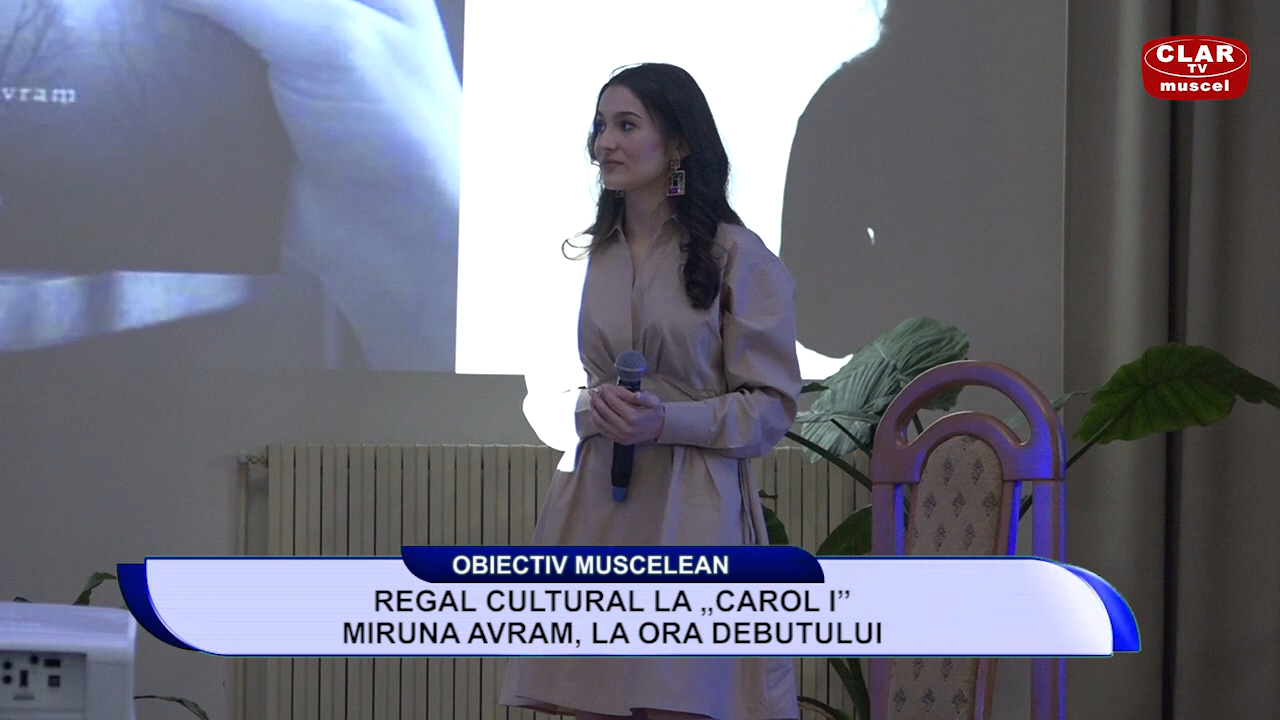 CLAR
TV
muscel
vram
OBIECTIV MUSCELEAN
REGAL CULTURAL LA „CAROL I”
MIRUNA AVRAM, LA ORA DEBUTULUI